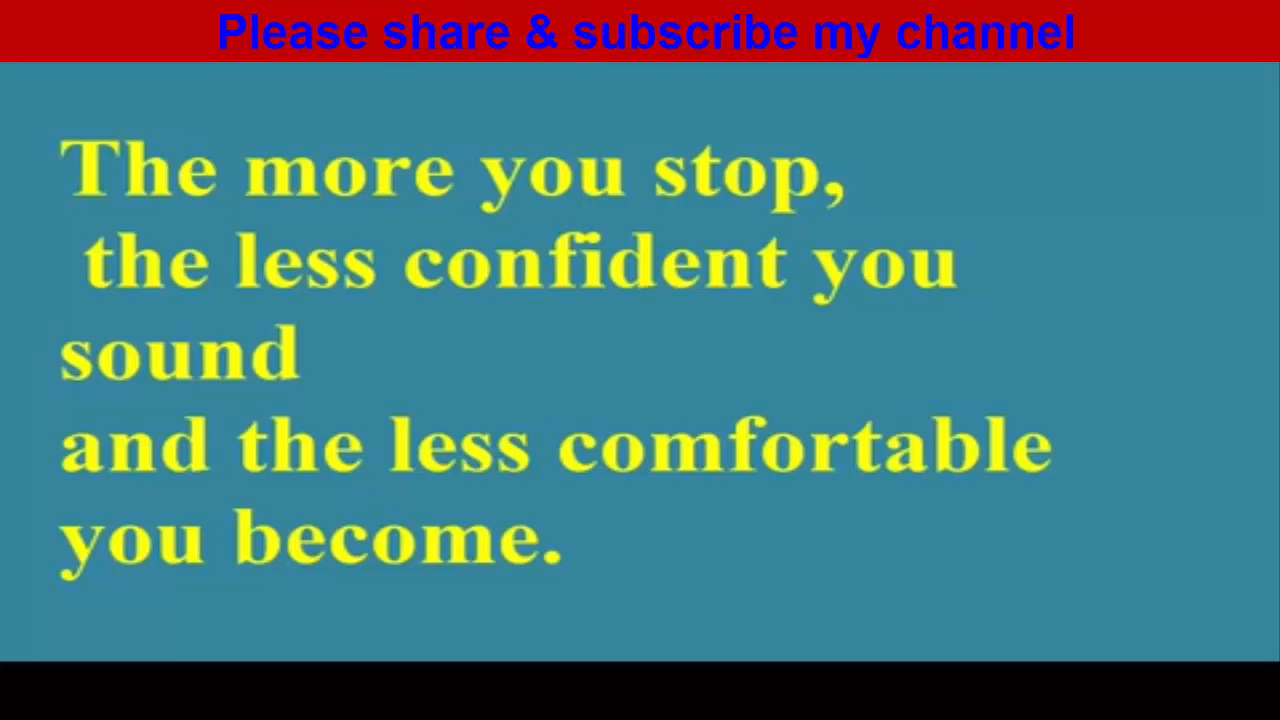 Please share & subscribe my channel
The more you stop,
the less confident you
sound
and the less comfortable
you become.